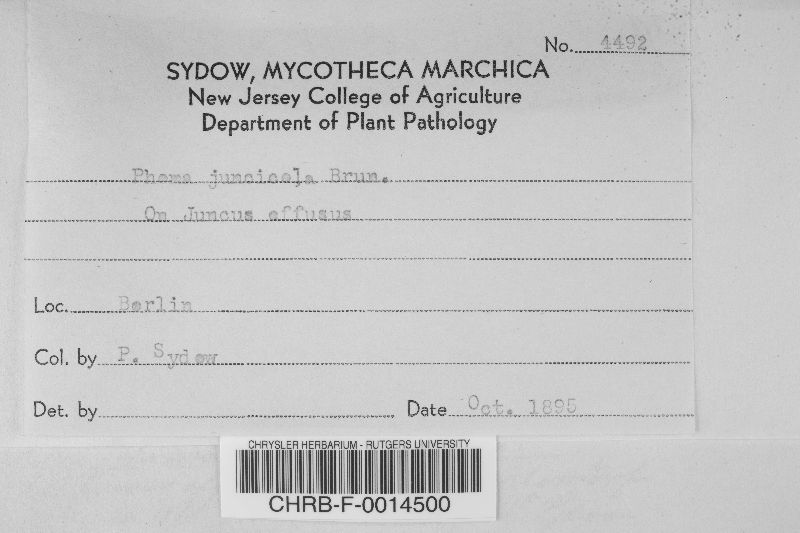 No. 4492
SYDOW, MYCOTHECA MARCHICA
New Jersey College of Agriculture
Department of Plant Pathology
Phoma juncicola Brun.
On Juncus effusus
Loc. Berlin
Col. by P. Sydow
Det. by
Date Oct. 1895
CHRYSLER HERBARIUM - RUTGERS UNIVERSITY
CHRB-F-0014500